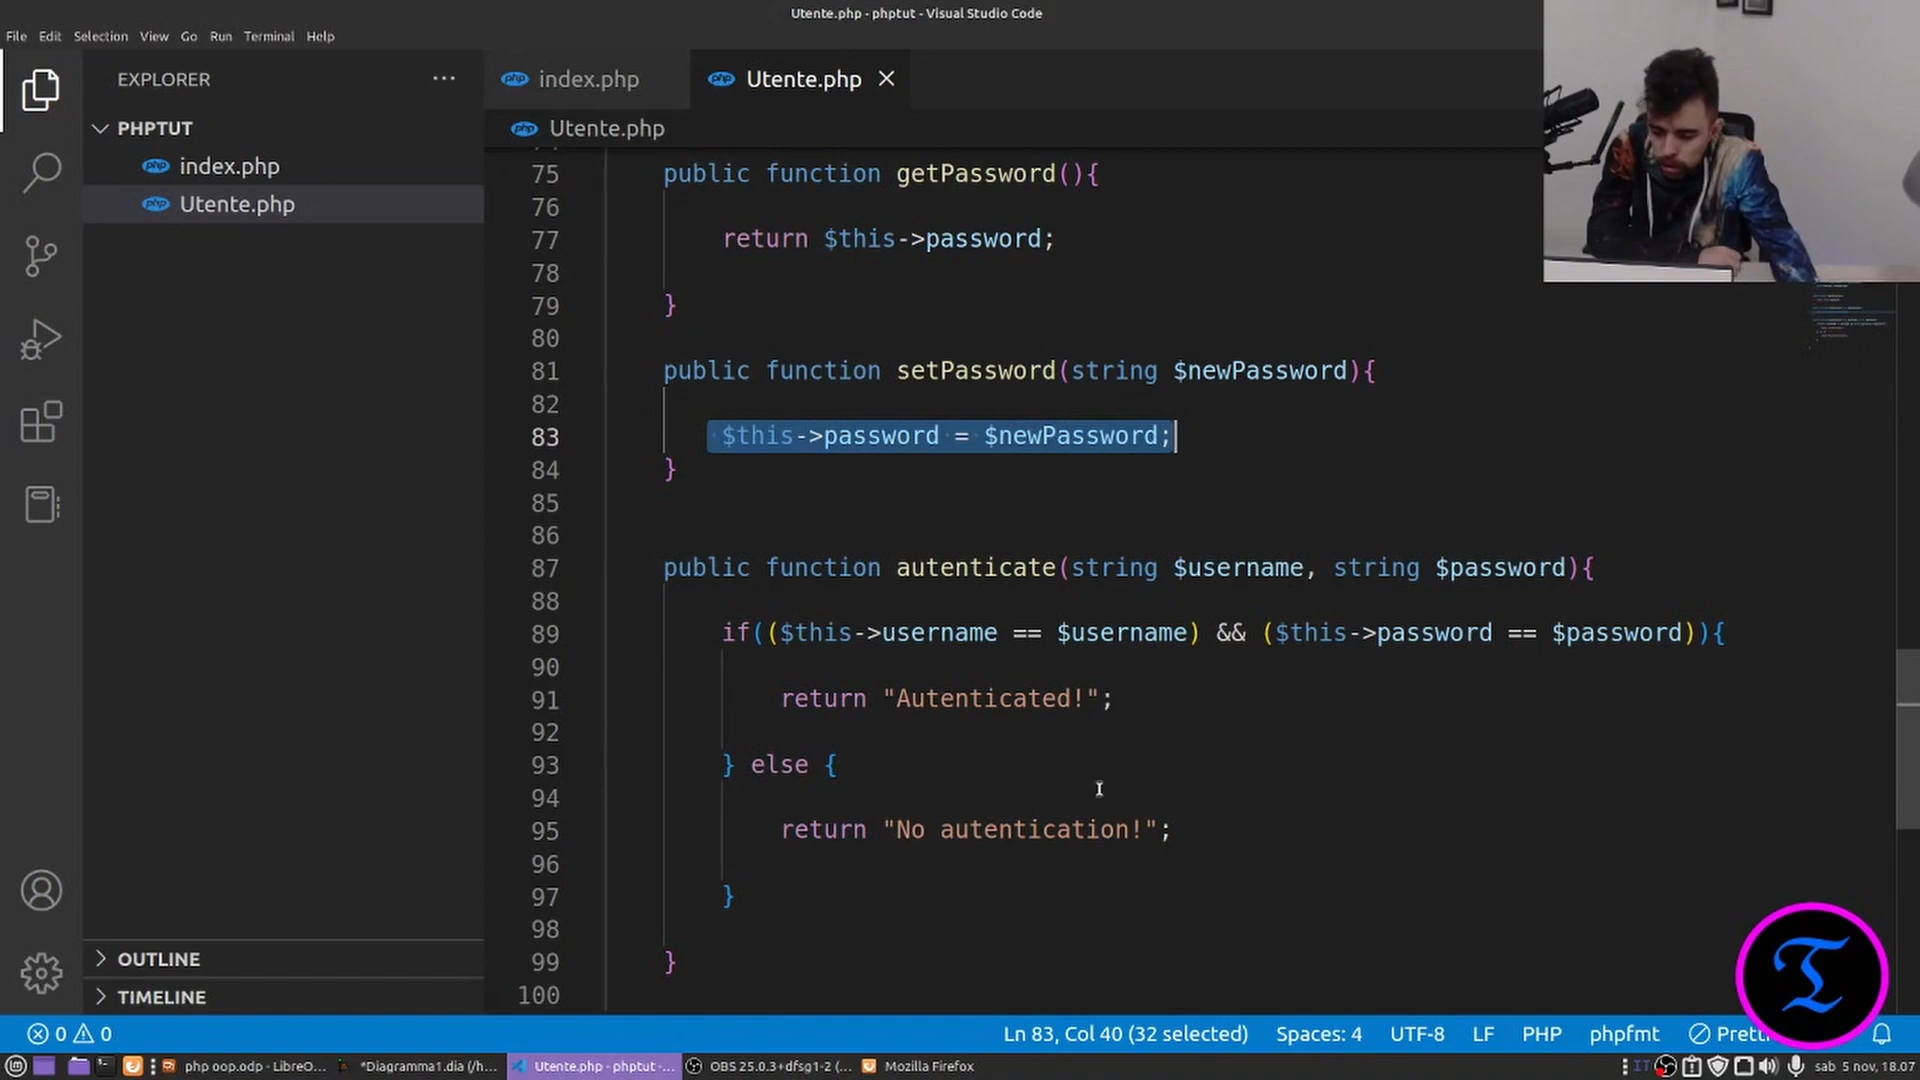 Utente.php - phptut - Visual Studio Code
File Edit Selection View Go Run Terminal Help
EXPLORER ...
PHPTUT
index.php
Utente.php
index.php
Utente.php
Utente.php
75 public function getPassword(){
76
77 return $this->password;
78
79 }
80
81 public function setPassword(string $newPassword){
82
83 $this->password = $newPassword;
84 }
85
86
87 public function autenticate(string $username, string $password){
88
89 if(($this->username == $username) && ($this->password == $password)){
90
91 return "Autenticated!";
92
93 } else {
94
95 return "No autentication!";
96
97 }
98
99 }
100
OUTLINE
TIMELINE
0 0 Ln 83, Col 40 (32 selected) Spaces: 4 UTF-8 LF PHP phpfmt
php oop.odp - LibreO... *Diagramma1.dia (/h... Utente.php - phptut -... OBS 25.0.3+dfsg1-2 (... Mozilla Firefox IT sab 5 nov, 18.07